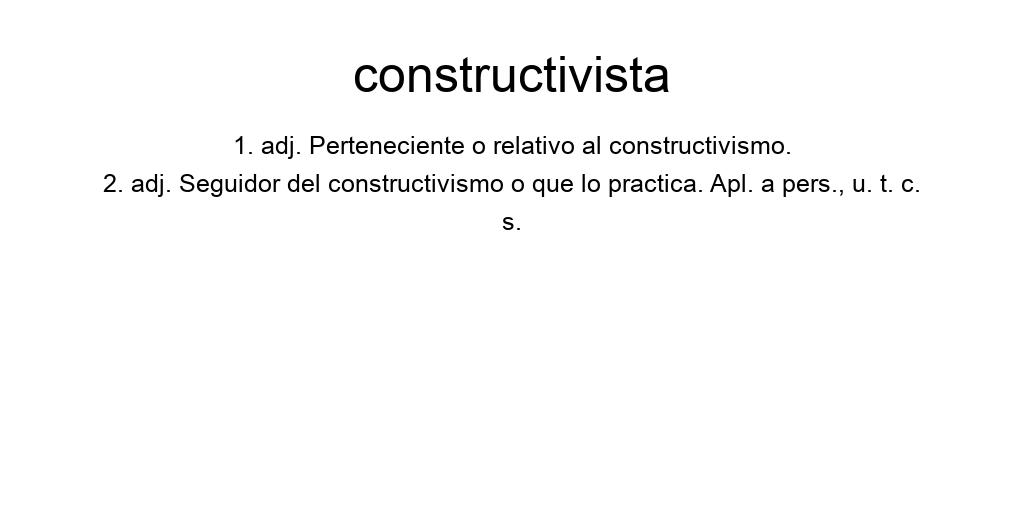 constructivista
1. adj. Perteneciente o relativo al constructivismo.
2. adj. Seguidor del constructivismo o que lo practica. Apl. a pers., u. t. c.
s.